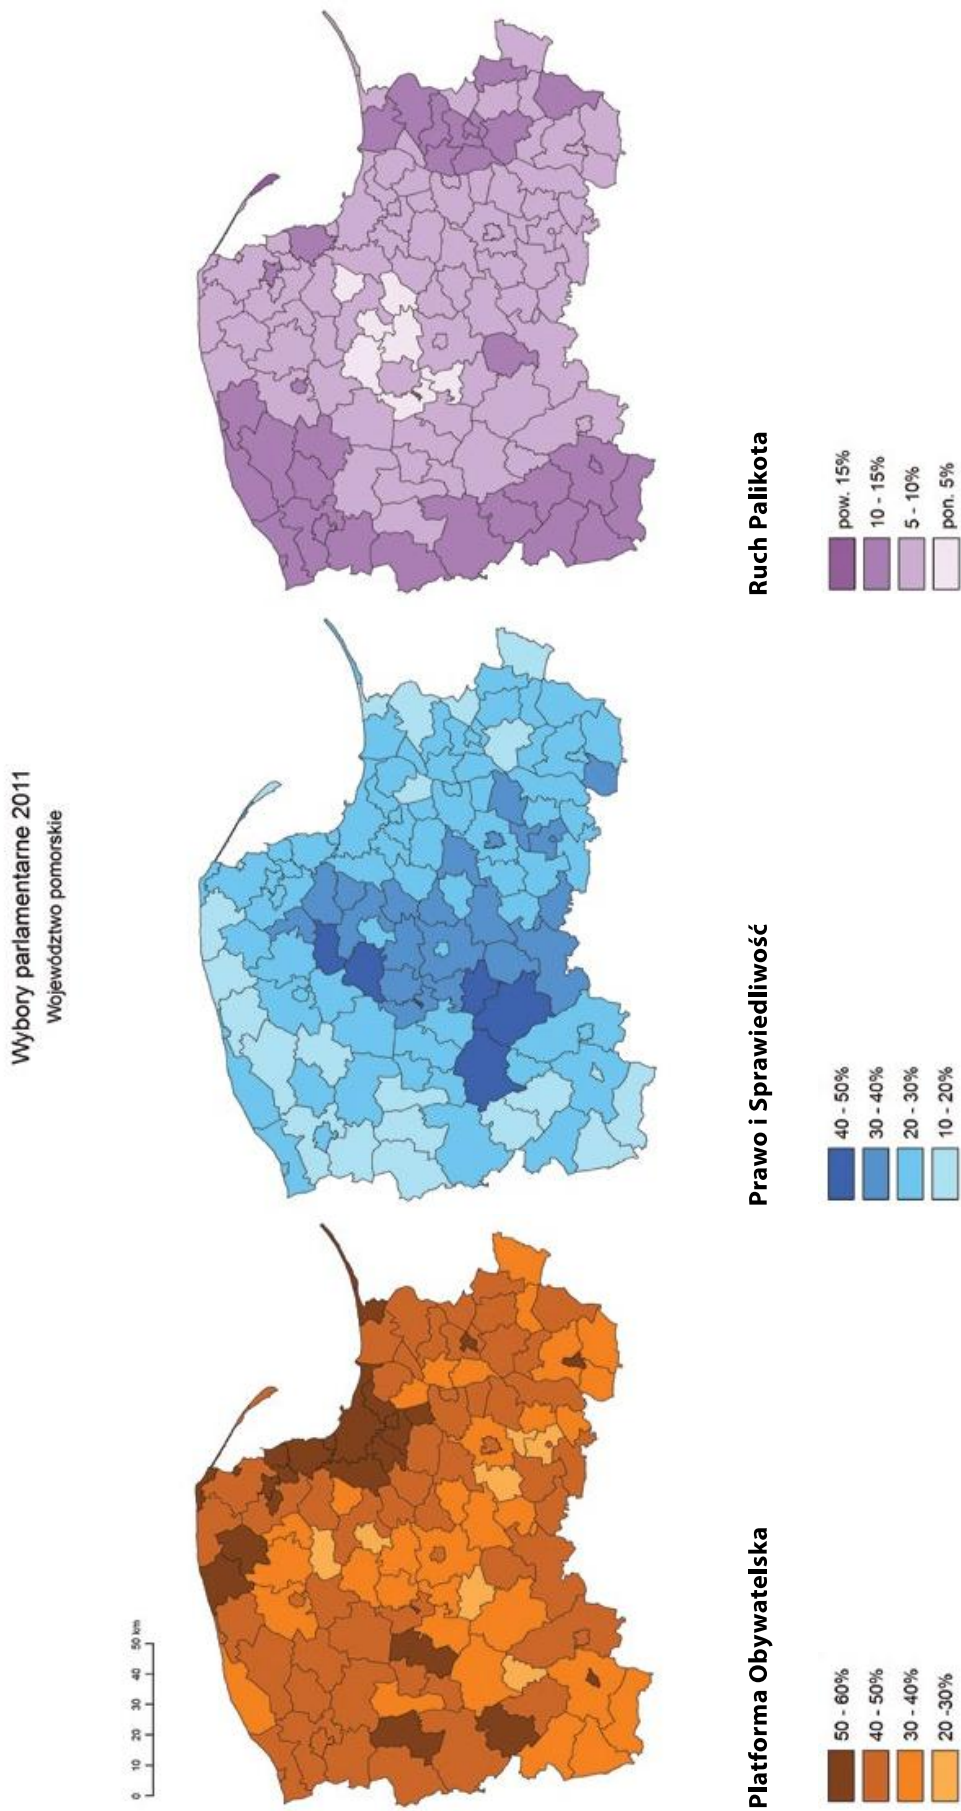 Wybory parlamentarne 2011
Województwo pomorskie
0 10 20 30 40 50 km
Platforma Obywatelska
50 - 60%
40 - 50%
30 - 40%
20 -30%
Prawo i Sprawiedliwość
40 - 50%
30 - 40%
20 - 30%
10 - 20%
Ruch Palikota
pow. 15%
10 - 15%
5 - 10%
pon. 5%